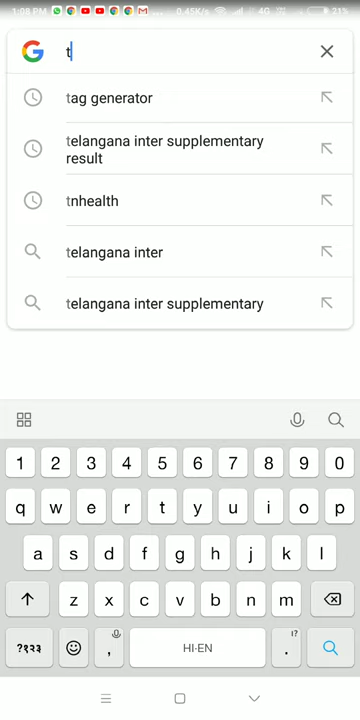 1:08 PM ... 0.45K/s 4G 21%
t
tag generator
telangana inter supplementary
result
tnhealth
telangana inter
telangana inter supplementary
1 2 3 4 5 6 7 8 9 0
q w e r t y u i o p
a s d f g h j k l
z x c v b n m
?१२३ , HI-EN . !?